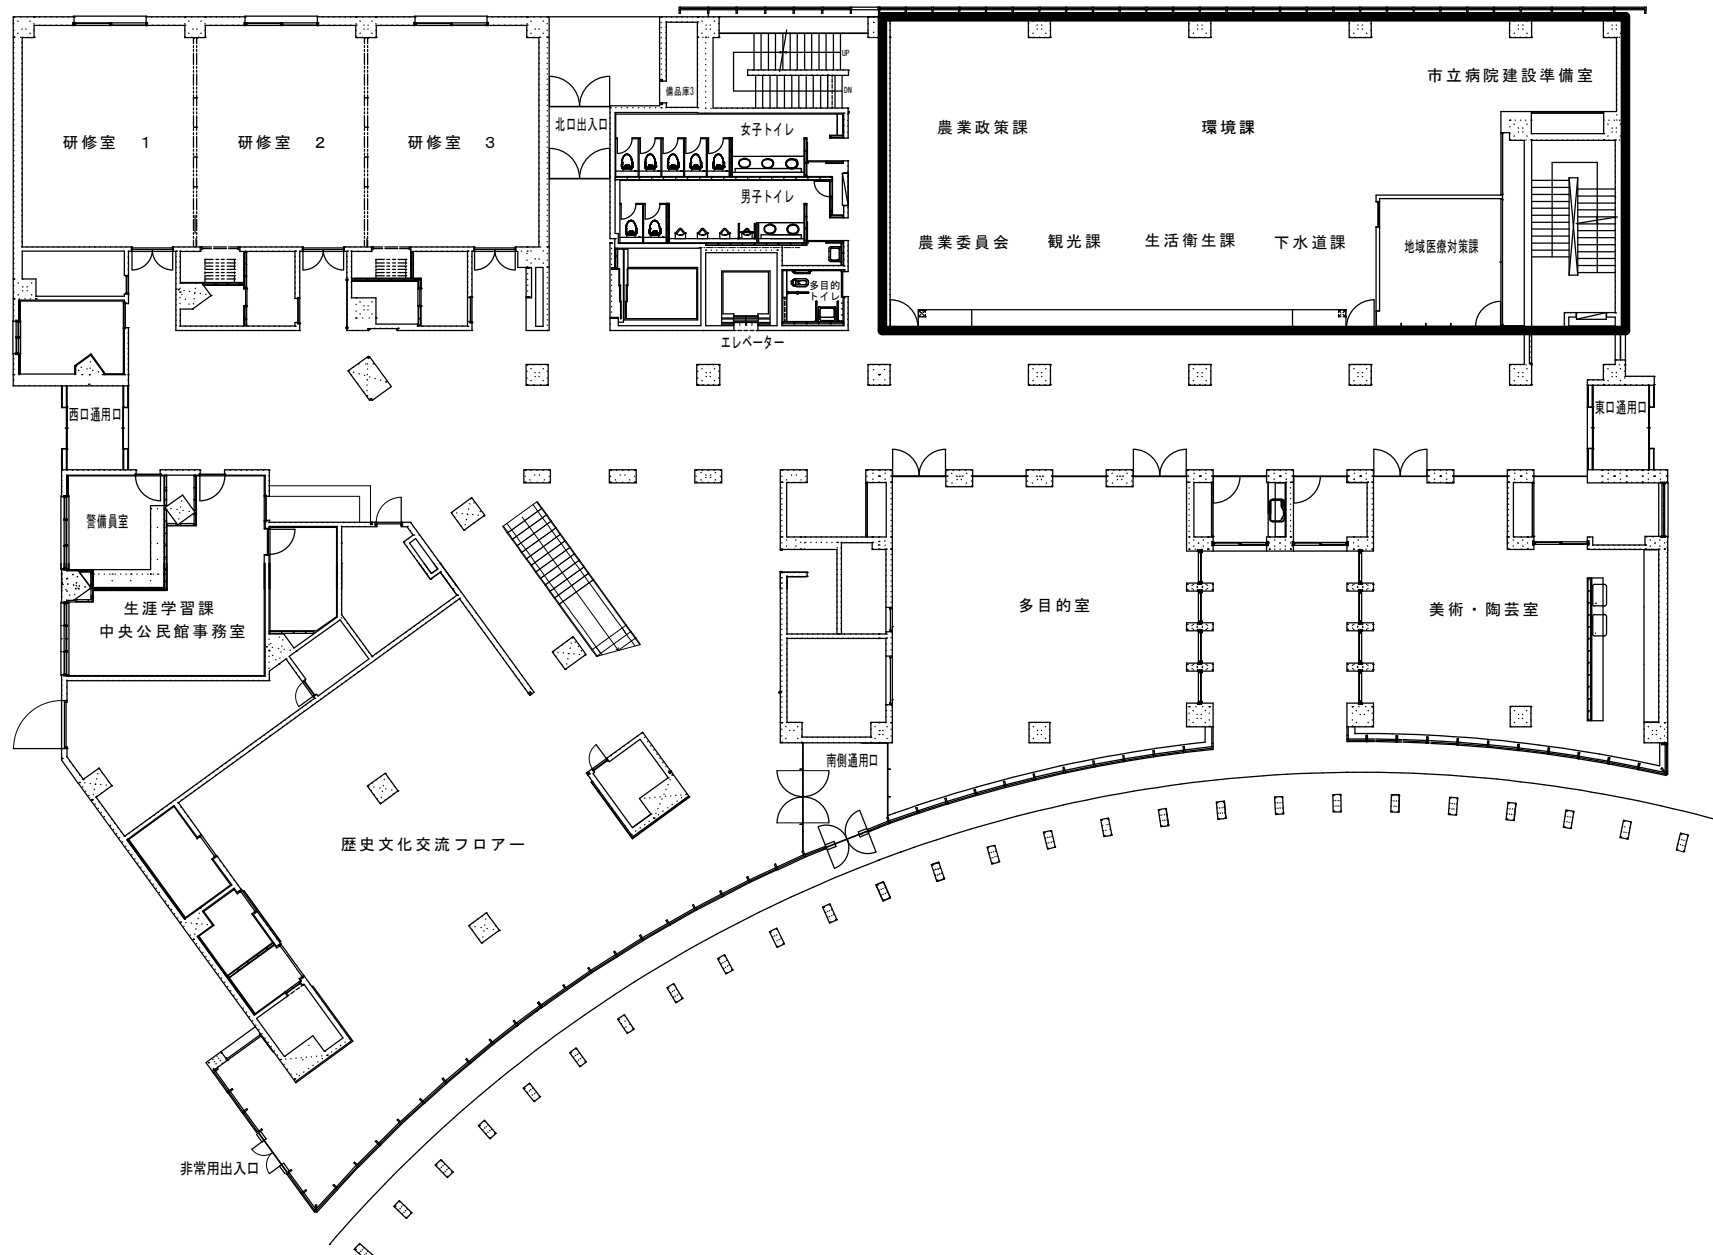 UP
DN
備品庫3
市立病院建設準備室
北口出入口
女子トイレ
農業政策課
環境課
研修室 1
研修室 2
研修室 3
男子トイレ
農業委員会
観光課
生活衛生課
下水道課
地域医療対策課
多目的
トイレ
エレベーター
西口通用口
東口通用口
警備員室
生涯学習課
中央公民館事務室
多目的室
美術・陶芸室
南側通用口
歴史文化交流フロアー
非常用出入口